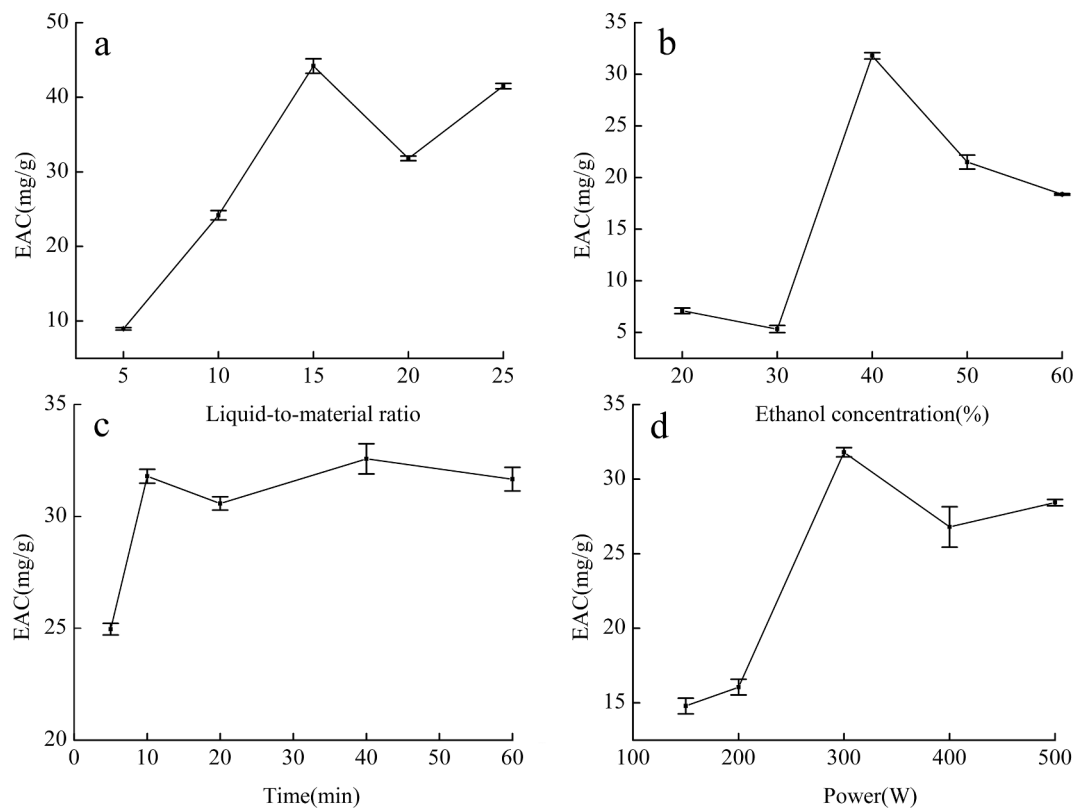 a
50
40
30
20
10
EAC(mg/g)
5 10 15 20 25
Liquid-to-material ratio
b
35
30
25
20
15
10
5
EAC(mg/g)
20 30 40 50 60
Ethanol concentration(%)
c
35
30
25
20
EAC(mg/g)
0 10 20 30 40 50 60
Time(min)
d
35
30
25
20
15
EAC(mg/g)
100 200 300 400 500
Power(W)